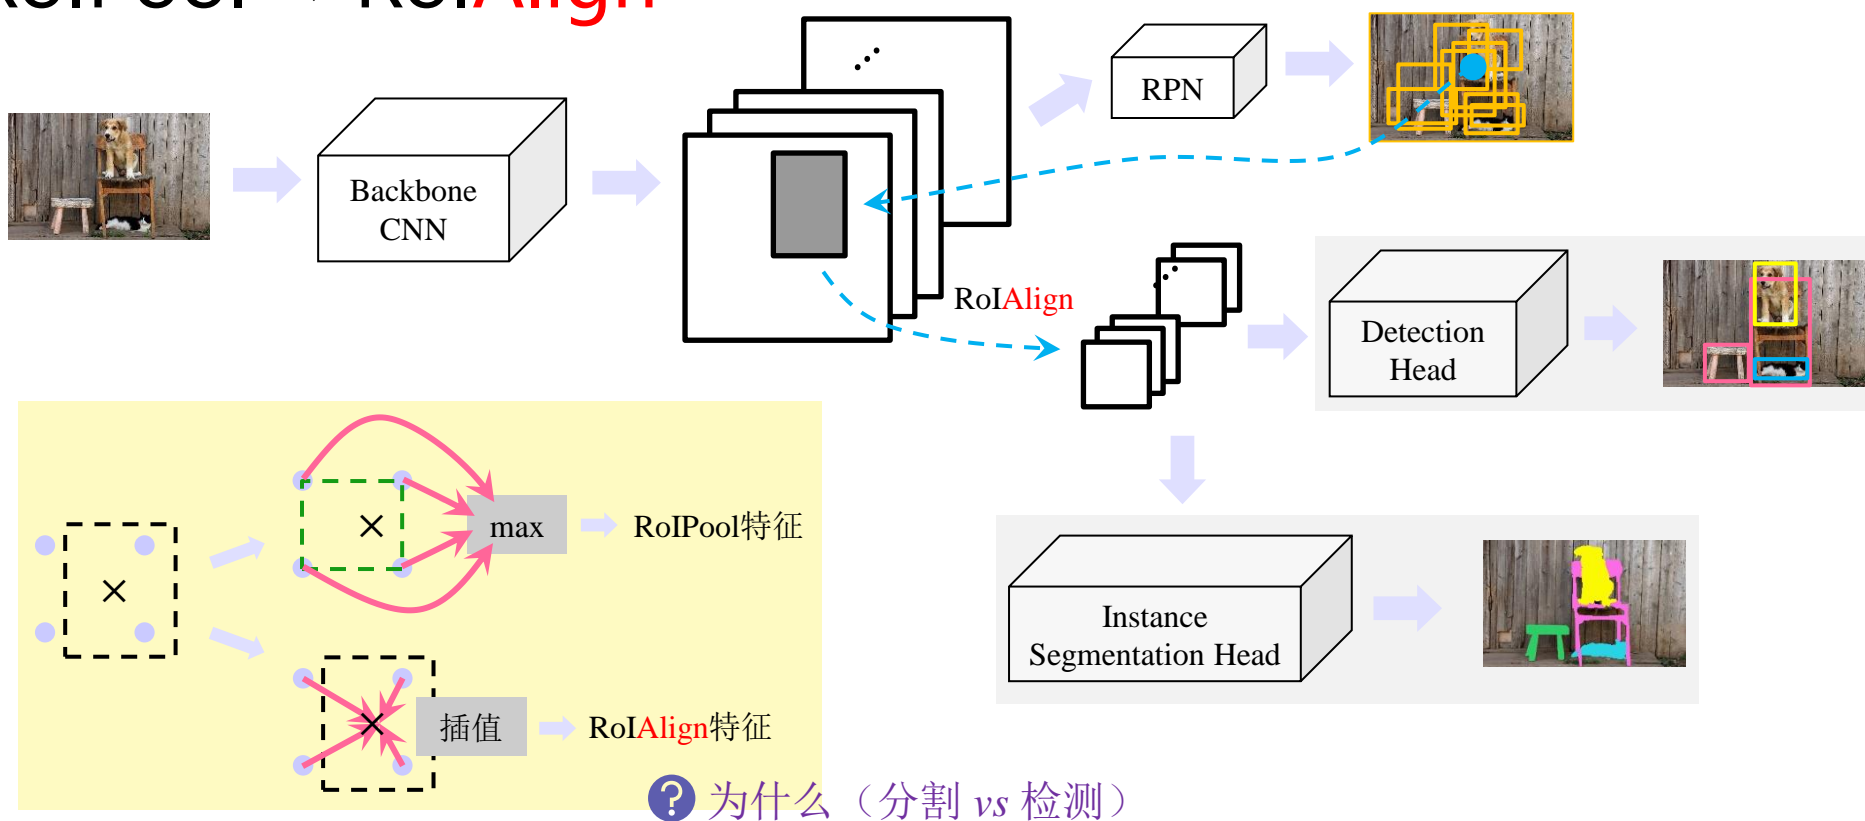 RoIPool → RoIAlign
RPN
Backbone
CNN
RoIAlign
Detection
Head
max
RoIPool特征
Instance
Segmentation Head
插值
RoIAlign特征
? 为什么（分割 vs 检测）